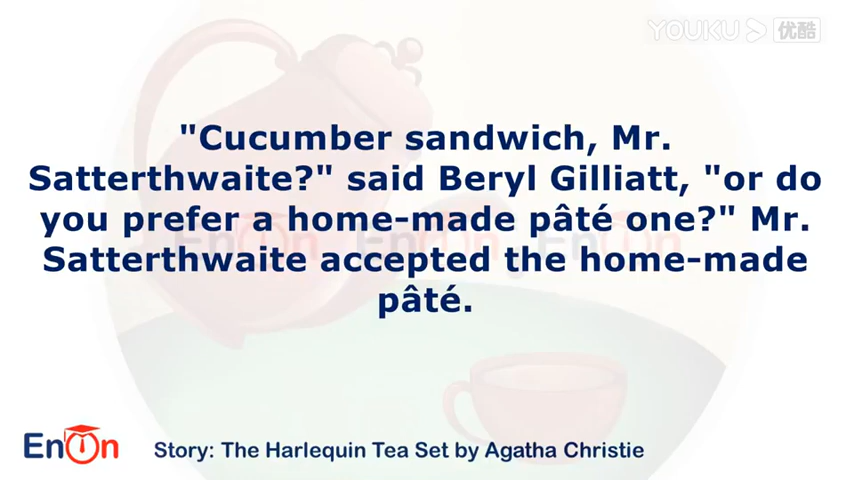 YOUKU 优酷
"Cucumber sandwich, Mr.
Satterthwaite?" said Beryl Gilliatt, "or do
you prefer a home-made pâté one?" Mr.
Satterthwaite accepted the home-made
pâté.
EnOn
Story: The Harlequin Tea Set by Agatha Christie